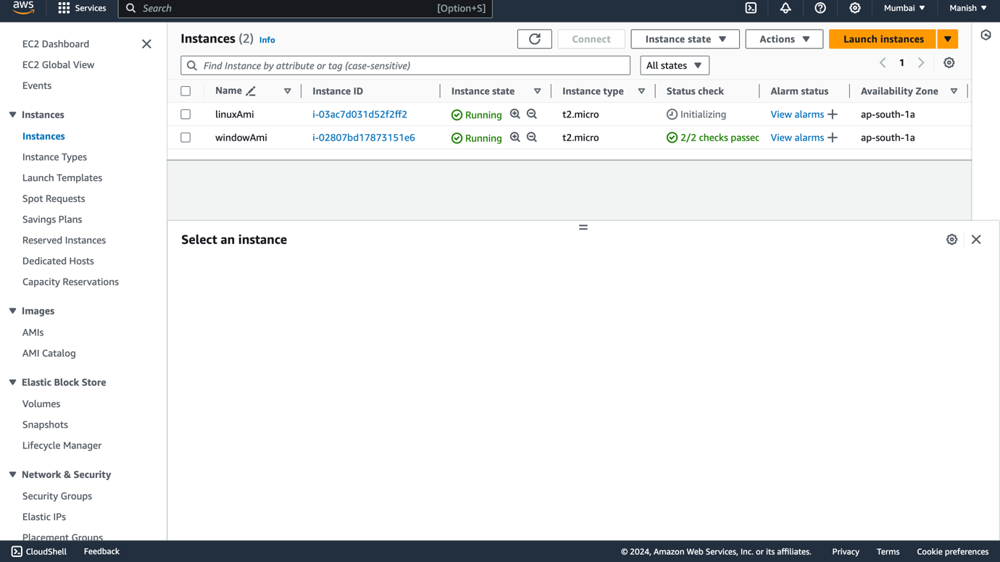 aws
Services
Search [Option+S]
Mumbai
Manish
EC2 Dashboard
EC2 Global View
Events
Instances
Instances
Instance Types
Launch Templates
Spot Requests
Savings Plans
Reserved Instances
Dedicated Hosts
Capacity Reservations
Images
AMIs
AMI Catalog
Elastic Block Store
Volumes
Snapshots
Lifecycle Manager
Network & Security
Security Groups
Elastic IPs
Placement Groups
Instances (2) Info
Connect
Instance state
Actions
Launch instances
Find Instance by attribute or tag (case-sensitive)
All states
1
Name Instance ID Instance state Instance type Status check Alarm status Availability Zone
linuxAmi i-03ac7d031d52f2ff2 Running t2.micro Initializing View alarms + ap-south-1a
windowAmi i-02807bd17873151e6 Running t2.micro 2/2 checks passec View alarms + ap-south-1a
Select an instance
CloudShell
Feedback
© 2024, Amazon Web Services, Inc. or its affiliates.
Privacy
Terms
Cookie preferences